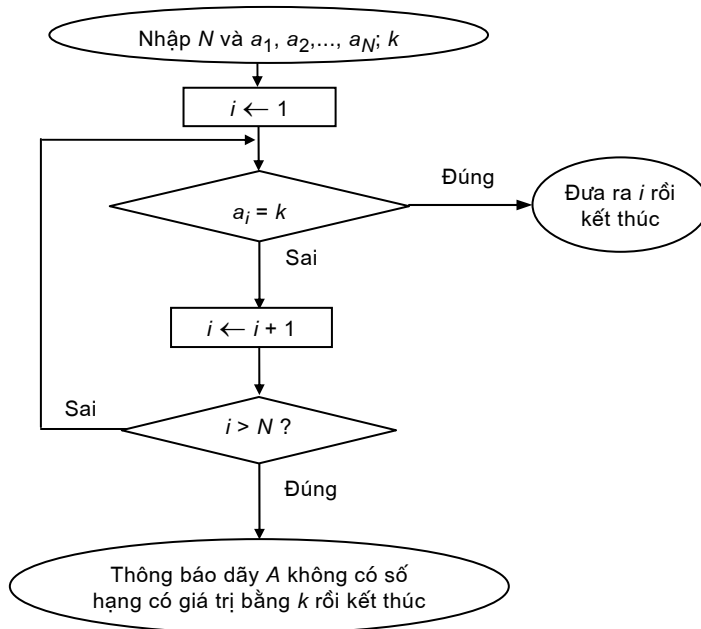 Nhập N và a1, a2,..., aN; k
i ← 1
Đúng
ai = k
Đưa ra i rồi
kết thúc
Sai
i ← i + 1
Sai
i > N ?
Đúng
Thông báo dãy A không có số
hạng có giá trị bằng k rồi kết thúc